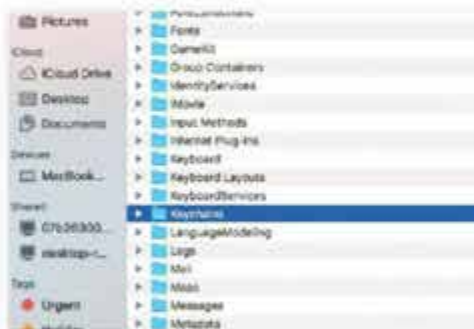 Pictures
iCloud
iCloud Drive
Desktop
Documents
Devices
MacBook...
Shared
Tags
Urgent
Fonts
GameKit
Group Containers
IdentityServices
iMovie
Input Methods
Internet Plug-Ins
Keyboard
Keyboard Layouts
KeyboardServices
Keychains
LanguageModeling
Logs
Mail
Maps
Messages
Metadata